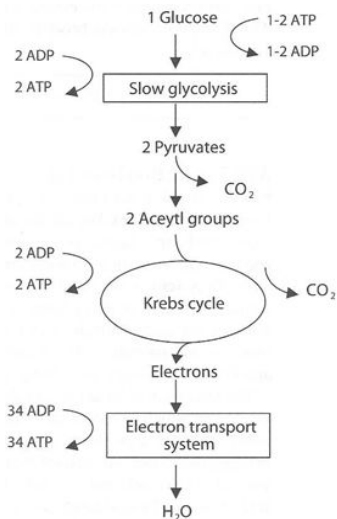 1 Glucose
1-2 ATP
1-2 ADP
2 ADP
2 ATP
Slow glycolysis
2 Pyruvates
CO₂
2 Aceytl groups
2 ADP
2 ATP
Krebs cycle
CO₂
Electrons
34 ADP
34 ATP
Electron transport
system
H₂O